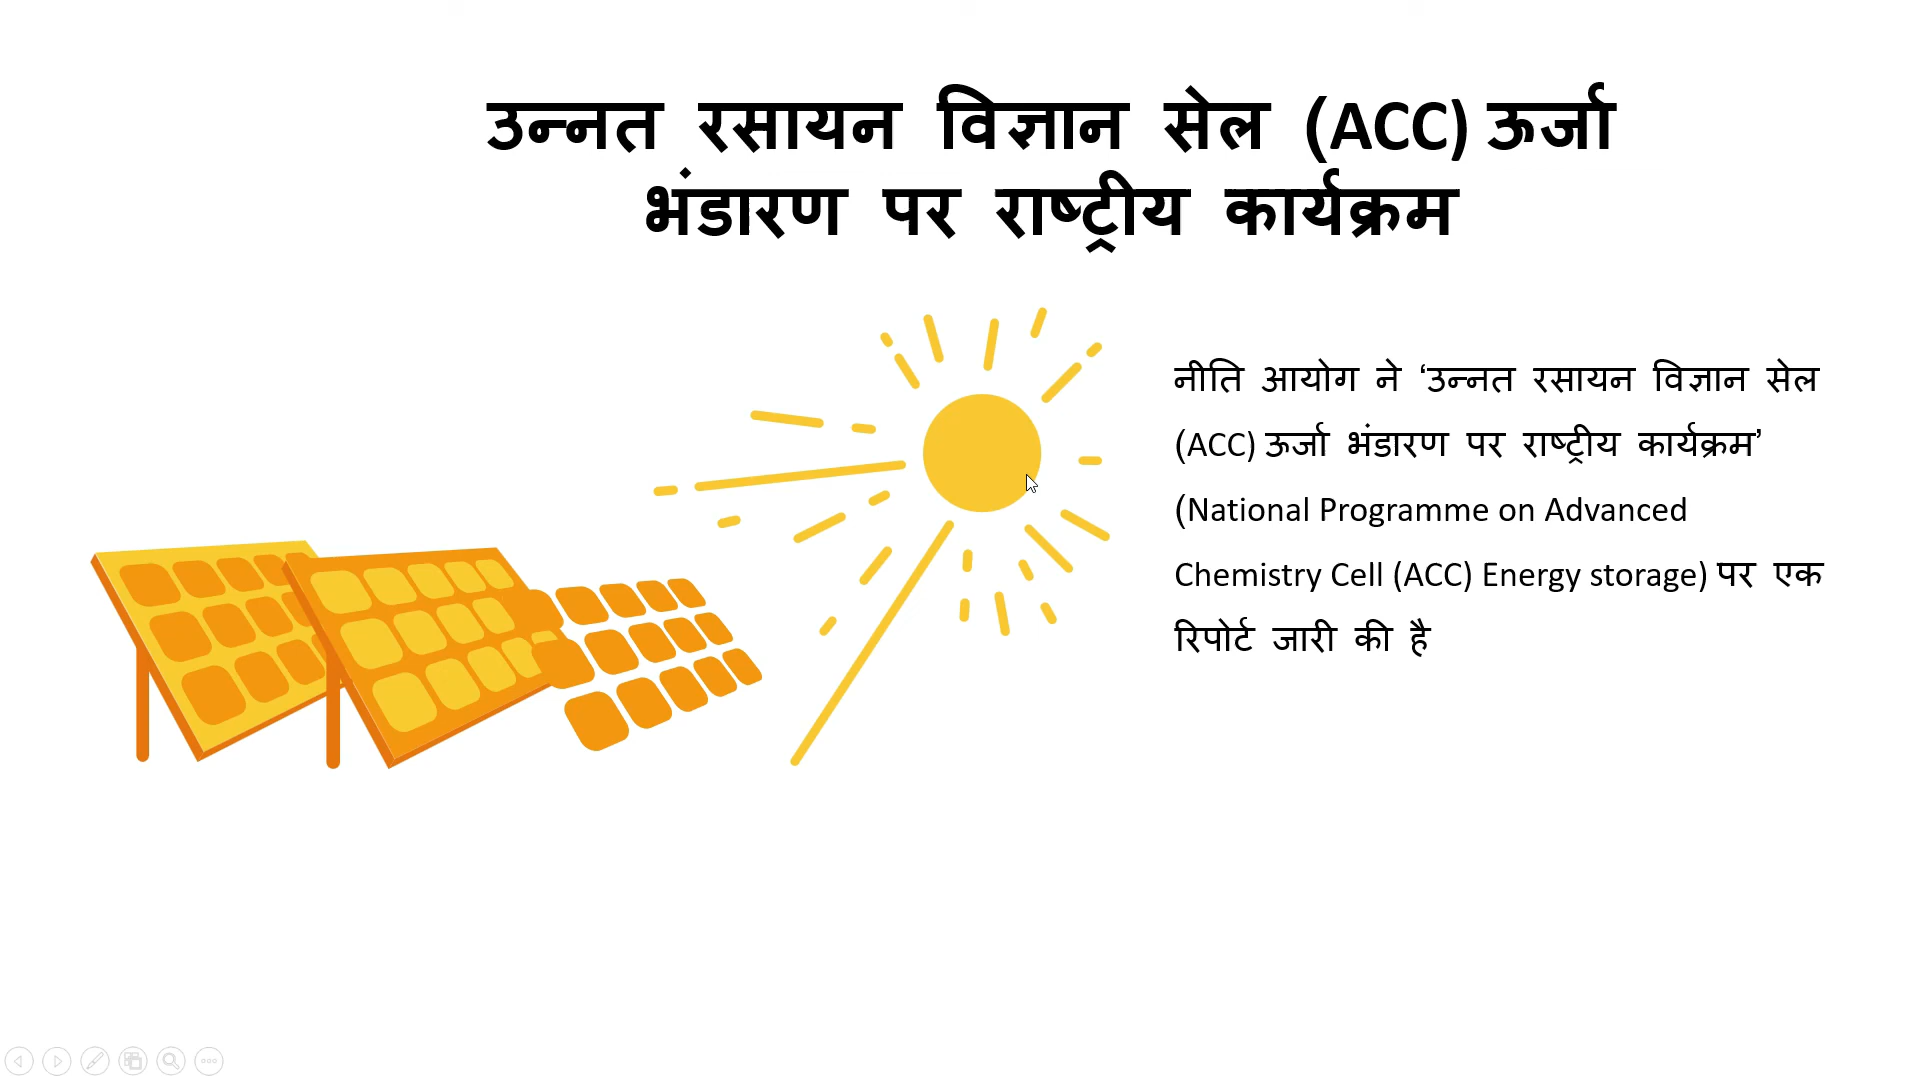 उन्नत रसायन विज्ञान सेल (ACC) ऊर्जा
भंडारण पर राष्ट्रीय कार्यक्रम
नीति आयोग ने ‘उन्नत रसायन विज्ञान सेल
(ACC) ऊर्जा भंडारण पर राष्ट्रीय कार्यक्रम’
(National Programme on Advanced
Chemistry Cell (ACC) Energy storage) पर एक
रिपोर्ट जारी की है